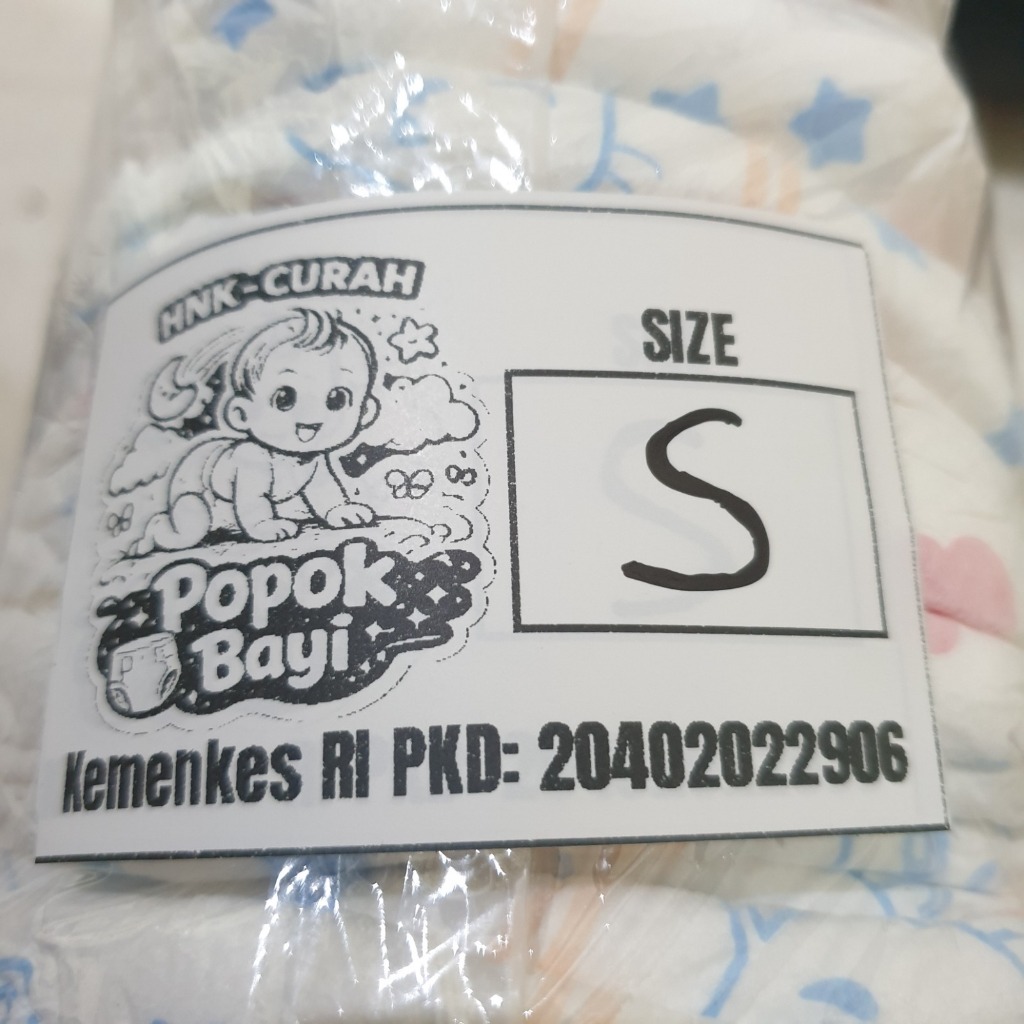 HNK-CURAH
Popok
Bayi
SIZE
S
Kemenkes RI PKD: 20402022906